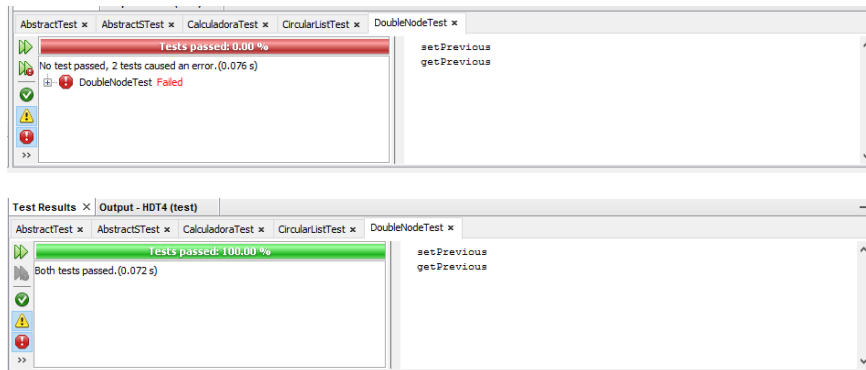 AbstractTest × AbstractSTest × CalculadoraTest × CircularListTest × DoubleNodeTest ×
Tests passed: 0.00 %
No test passed, 2 tests caused an error.(0.076 s)
DoubleNodeTest Failed
setPrevious
getPrevious
>>
Test Results × Output - HDT4 (test)
AbstractTest × AbstractSTest × CalculadoraTest × CircularListTest × DoubleNodeTest ×
Tests passed: 100.00 %
Both tests passed.(0.072 s)
setPrevious
getPrevious
>>